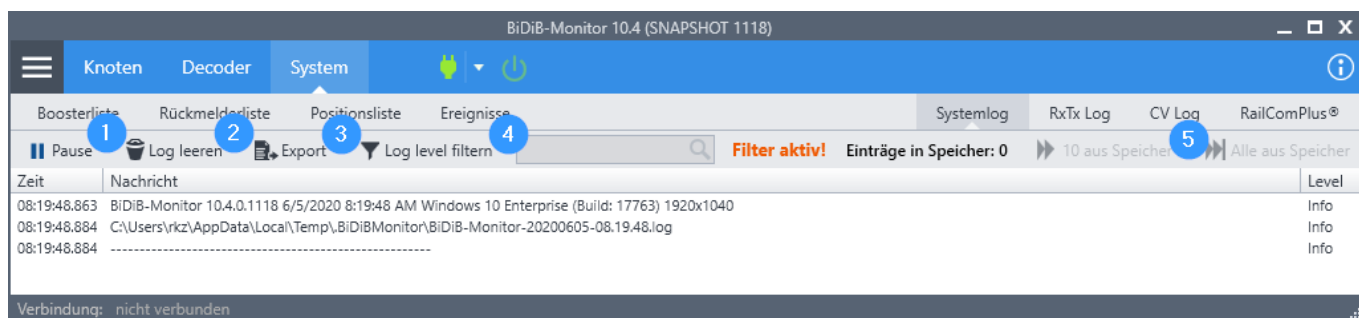 BiDiB-Monitor 10.4 (SNAPSHOT 1118)
Knoten Decoder System
Boosterliste Rückmelderliste Positionsliste Ereignisse Systemlog RxTx Log CV Log RailComPlus®
1 2 3 4 5
Pause Log leeren Export Log level filtern Filter aktiv! Einträge in Speicher: 0 10 aus Speicher Alle aus Speicher
Zeit Nachricht Level
08:19:48.863 BiDiB-Monitor 10.4.0.1118 6/5/2020 8:19:48 AM Windows 10 Enterprise (Build: 17763) 1920x1040 Info
08:19:48.884 C:\Users\rkz\AppData\Local\Temp\.BiDiBMonitor\BiDiB-Monitor-20200605-08.19.48.log Info
08:19:48.884 ------------------------------------------------------- Info
Verbindung: nicht verbunden